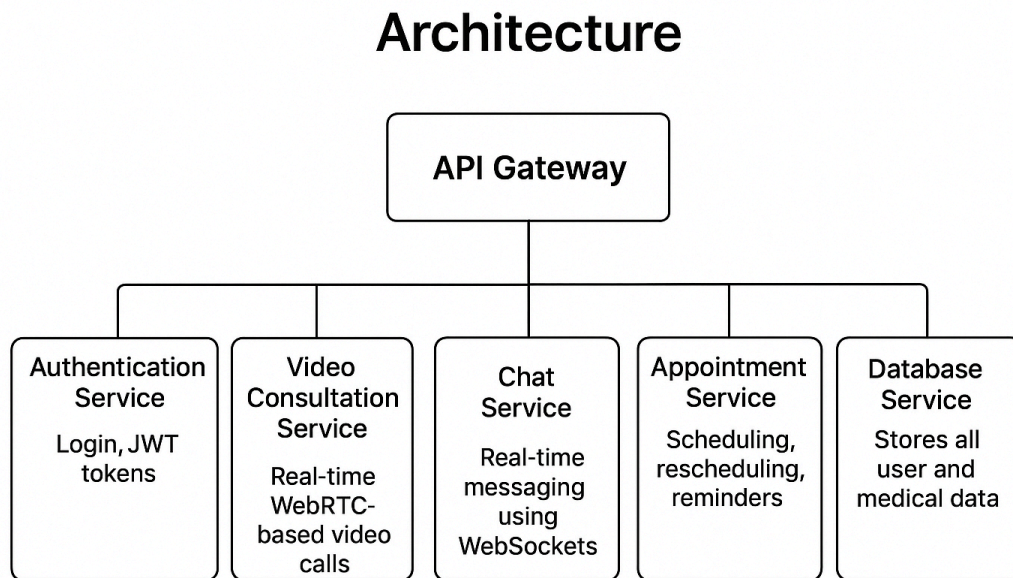 Architecture
API Gateway
Authentication
Service
Login, JWT
tokens
Video
Consultation
Service
Real-time
WebRTC-
based video
calls
Chat
Service
Real-time
messaging
using
WebSockets
Appointment
Service
Scheduling,
rescheduling,
reminders
Database
Service
Stores all
user and
medical data